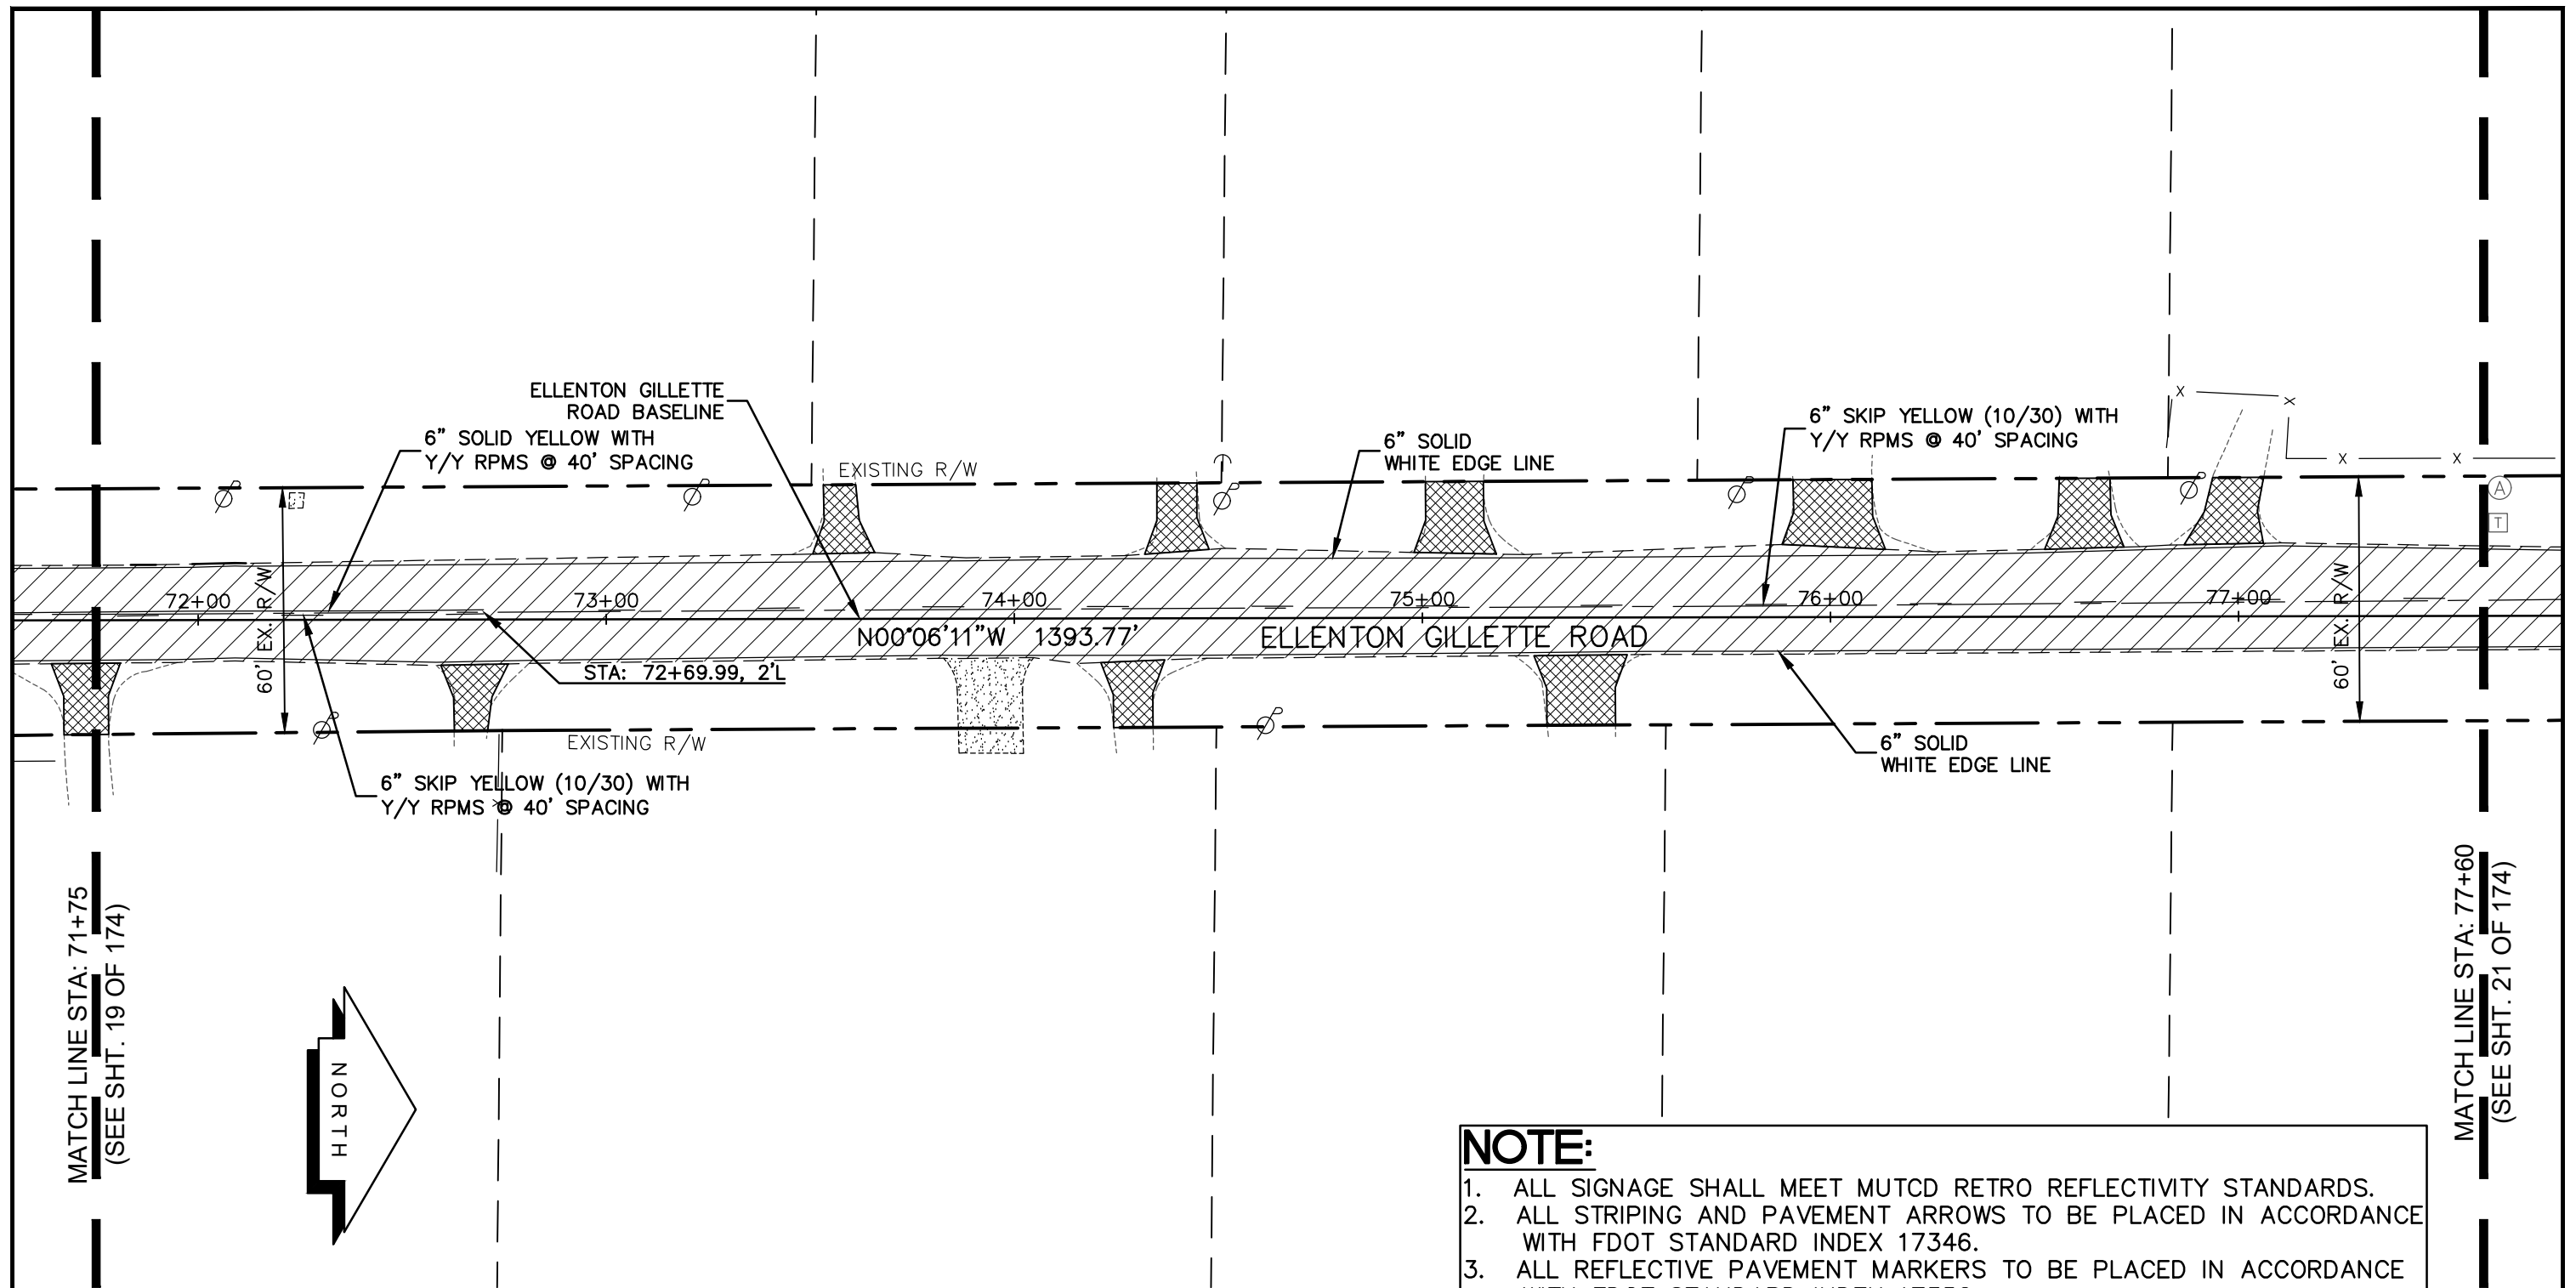 ELLENTON GILLETTE
ROAD BASELINE
6" SOLID YELLOW WITH
Y/Y RPMS @ 40' SPACING
EXISTING R/W
6" SOLID
WHITE EDGE LINE
6" SKIP YELLOW (10/30) WITH
Y/Y RPMS @ 40' SPACING
X
X
X
X
A
T
60' EX. R/W
72+00
73+00
74+00
75+00
76+00
77+00
60' EX. R/W
N00°06'11"W 1393.77'
ELLENTON GILLETTE ROAD
STA: 72+69.99, 2'L
EXISTING R/W
6" SOLID
WHITE EDGE LINE
6" SKIP YELLOW (10/30) WITH
Y/Y RPMS @ 40' SPACING
MATCH LINE STA: 71+75
(SEE SHT. 19 OF 174)
MATCH LINE STA: 77+60
(SEE SHT. 21 OF 174)
NORTH
NOTE:
1. ALL SIGNAGE SHALL MEET MUTCD RETRO REFLECTIVITY STANDARDS.
2. ALL STRIPING AND PAVEMENT ARROWS TO BE PLACED IN ACCORDANCE
WITH FDOT STANDARD INDEX 17346.
3. ALL REFLECTIVE PAVEMENT MARKERS TO BE PLACED IN ACCORDANCE